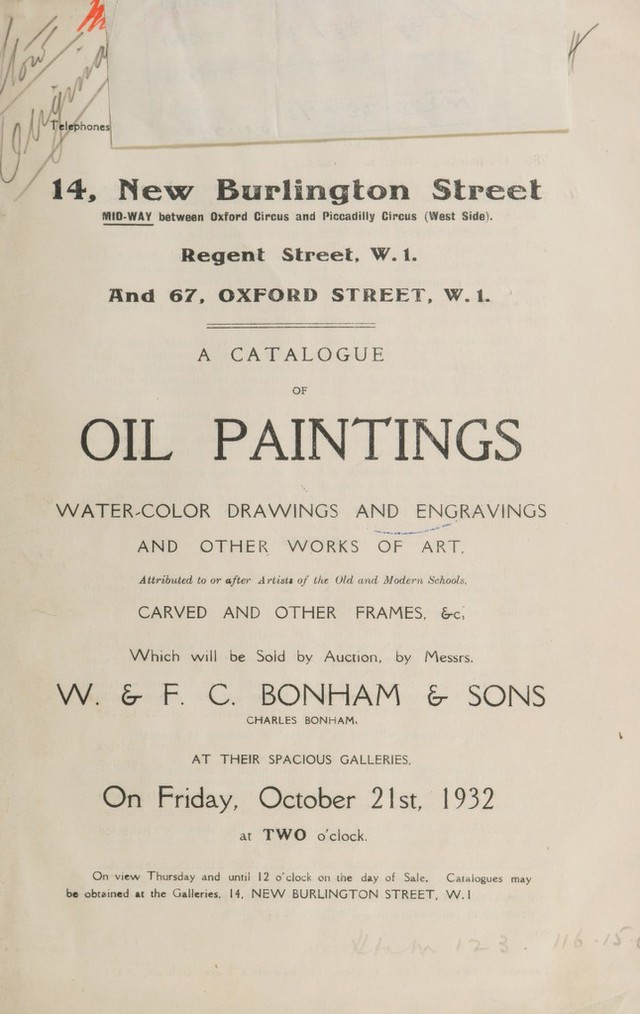 Telephones
14, New Burlington Street
MID-WAY between Oxford Circus and Piccadilly Circus (West Side).
Regent Street, W.1.
And 67, OXFORD STREET, W.1.
A CATALOGUE
OF
OIL PAINTINGS
WATER-COLOR DRAWINGS AND ENGRAVINGS
AND OTHER WORKS OF ART,
Attributed to or after Artists of the Old and Modern Schools,
CARVED AND OTHER FRAMES, &c,
Which will be Sold by Auction, by Messrs.
W. & F. C. BONHAM & SONS
CHARLES BONHAM,
AT THEIR SPACIOUS GALLERIES,
On Friday, October 21st, 1932
at TWO o'clock.
On view Thursday and until 12 o'clock on the day of Sale. Catalogues may
be obtained at the Galleries, 14, NEW BURLINGTON STREET, W.1
123. 116-15